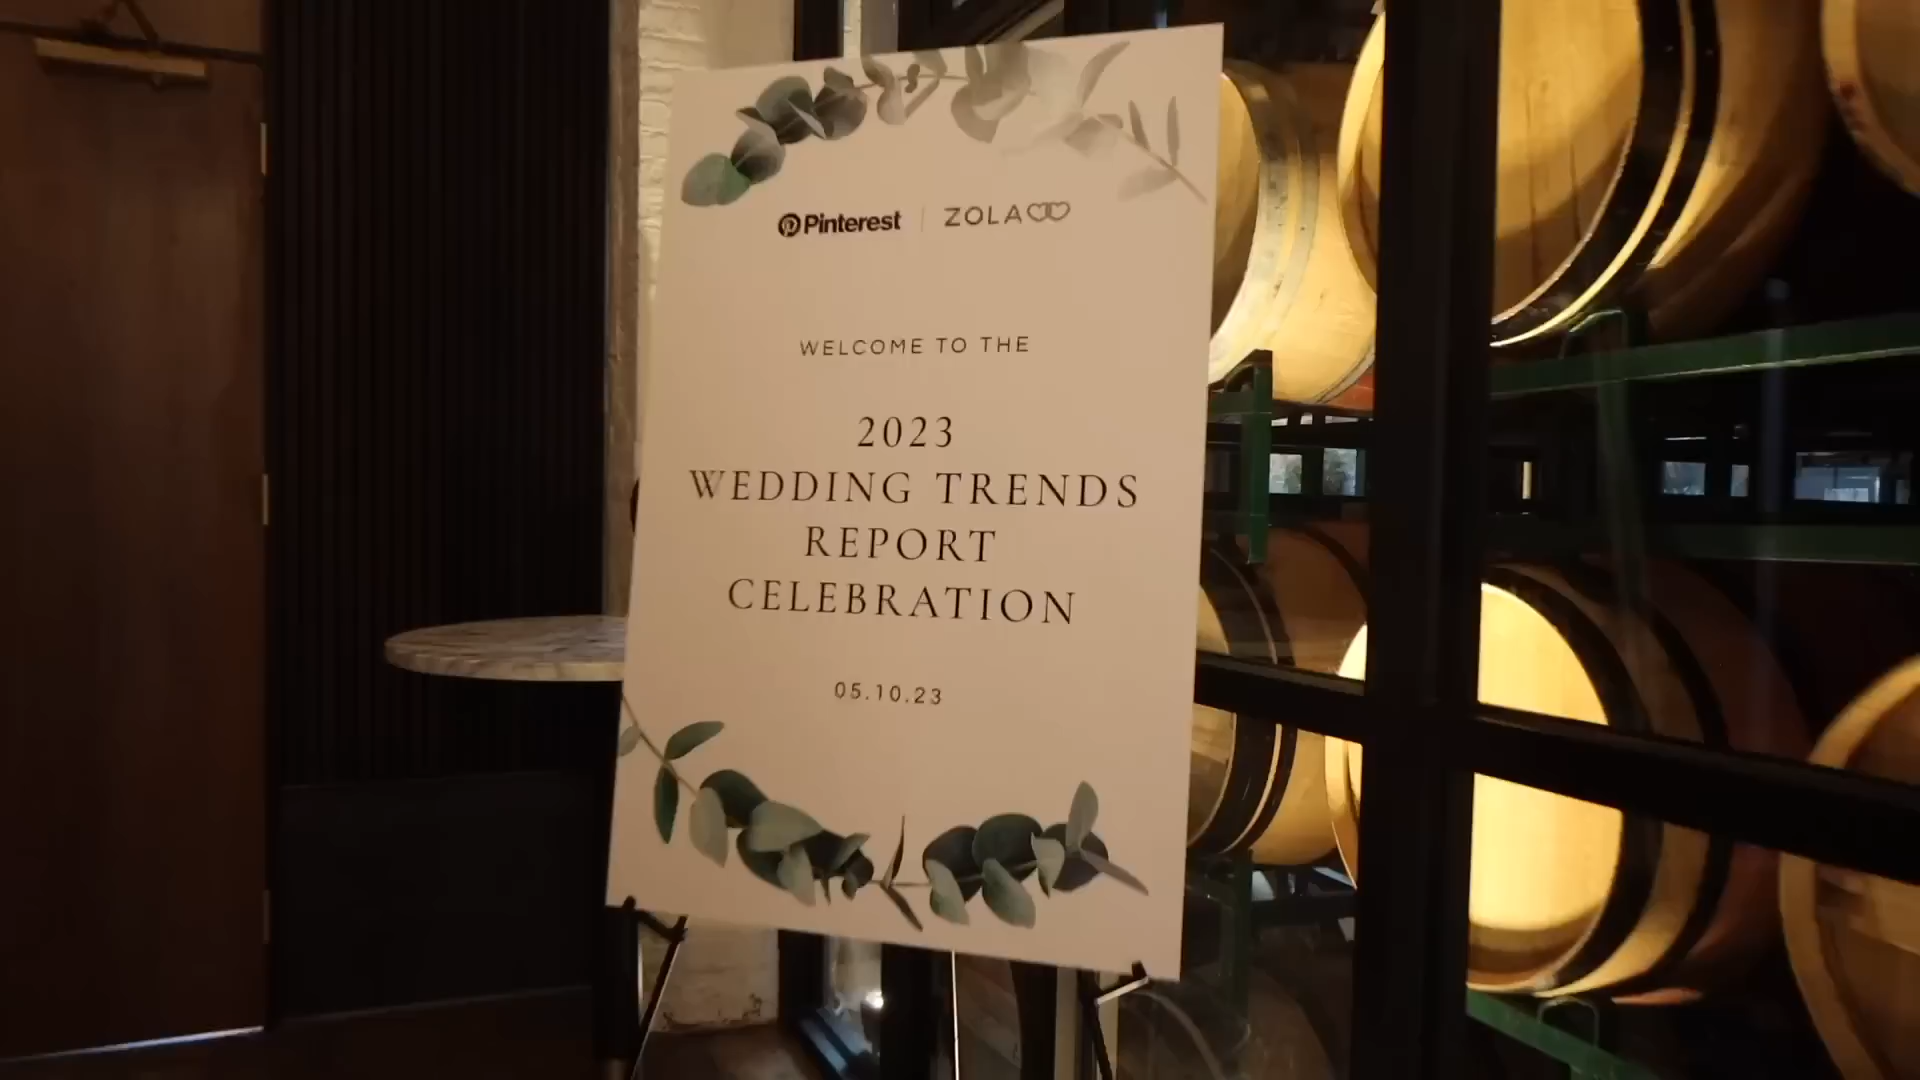 Pinterest | ZOLA
WELCOME TO THE
2023
WEDDING TRENDS
REPORT
CELEBRATION
05.10.23